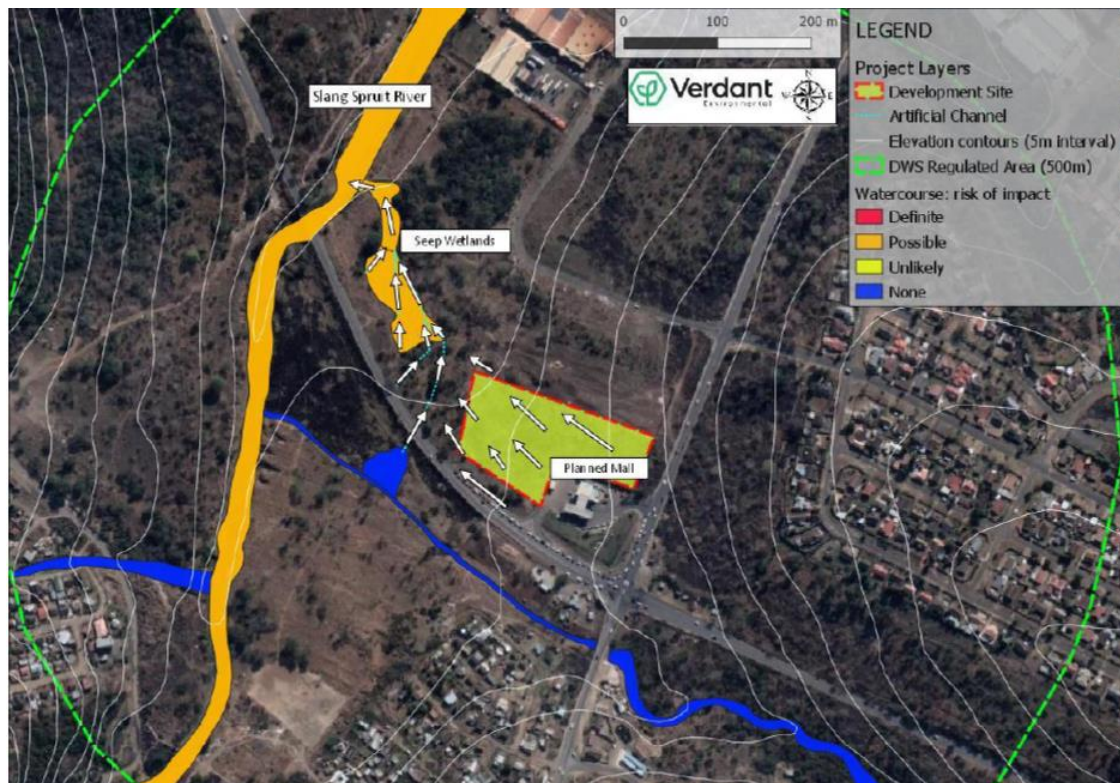 0 100 200 m
Verdant
Environmental
LEGEND
Project Layers
Development Site
Artificial Channel
Elevation contours (5m interval)
DWS Regulated Area (500m)
Watercourse: risk of impact
Definite
Possible
Unlikely
None
Slang Spruit River
Seep Wetlands
Planned Mall